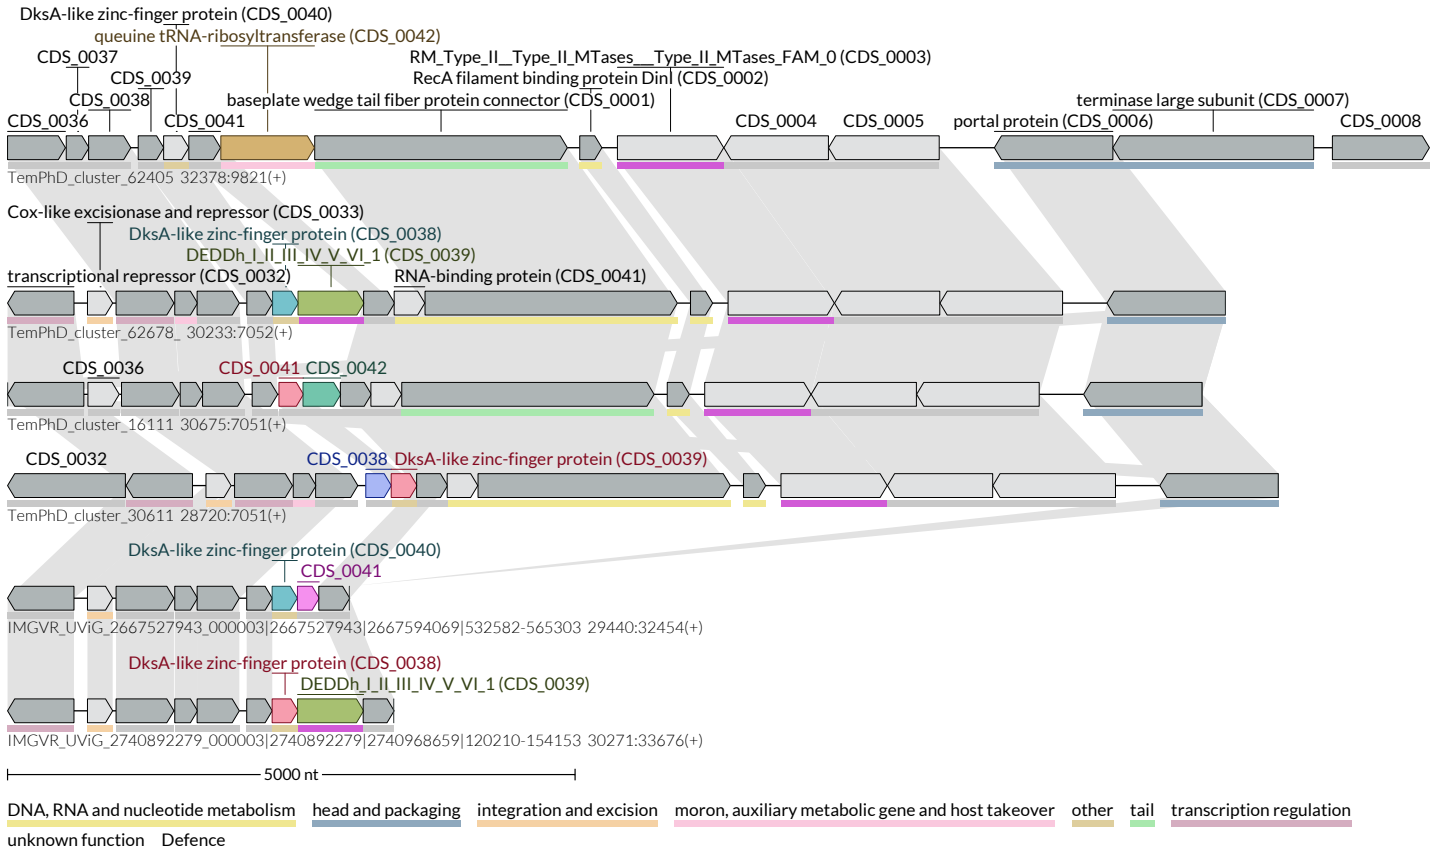 DksA-like zinc-finger protein (CDS_0040)
queuine tRNA-ribosyltransferase (CDS_0042)
CDS_0037
RM_Type_II__Type_II_MTases___Type_II_MTases_FAM_0 (CDS_0003)
CDS_0039
RecA filament binding protein DinI (CDS_0002)
CDS_0038
baseplate wedge tail fiber protein connector (CDS_0001)
terminase large subunit (CDS_0007)
CDS_0036
CDS_0041
CDS_0004
CDS_0005
portal protein (CDS_0006)
CDS_0008
TemPhD_cluster_62405 32378:9821(+)
Cox-like excisionase and repressor (CDS_0033)
DksA-like zinc-finger protein (CDS_0038)
DEDDh_I_II_III_IV_V_VI_1 (CDS_0039)
transcriptional repressor (CDS_0032)
RNA-binding protein (CDS_0041)
TemPhD_cluster_62678_ 30233:7052(+)
CDS_0036
CDS_0041
CDS_0042
TemPhD_cluster_16111 30675:7051(+)
CDS_0032
CDS_0038
DksA-like zinc-finger protein (CDS_0039)
TemPhD_cluster_30611 28720:7051(+)
DksA-like zinc-finger protein (CDS_0040)
CDS_0041
IMGVR_UViG_2667527943_000003|2667527943|2667594069|532582-565303 29440:32454(+)
DksA-like zinc-finger protein (CDS_0038)
DEDDh_I_II_III_IV_V_VI_1 (CDS_0039)
IMGVR_UViG_2740892279_000003|2740892279|2740968659|120210-154153 30271:33676(+)
5000 nt
DNA, RNA and nucleotide metabolism head and packaging integration and excision moron, auxiliary metabolic gene and host takeover other tail transcription regulation
unknown function Defence